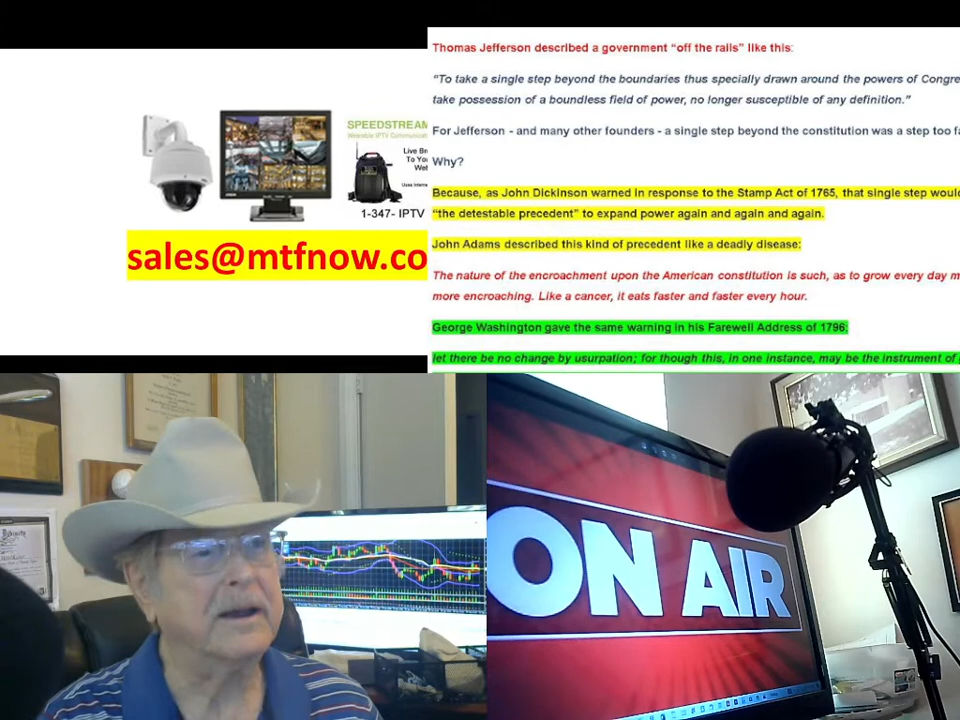 SPEEDSTREAM
Live
To Yo
1-347- IPTV
sales@mtfnow.co
Thomas Jefferson described a government “off the rails” like this:
“To take a single step beyond the boundaries thus specially drawn around the powers of Congre
take possession of a boundless field of power, no longer susceptible of any definition.”
For Jefferson - and many other founders - a single step beyond the constitution was a step too fa
Why?
Because, as John Dickinson warned in response to the Stamp Act of 1765, that single step would
“the detestable precedent” to expand power again and again and again.
John Adams described this kind of precedent like a deadly disease:
The nature of the encroachment upon the American constitution is such, as to grow every day m
more encroaching. Like a cancer, it eats faster and faster every hour.
George Washington gave the same warning in his Farewell Address of 1796:
let there be no change by usurpation; for though this, in one instance, may be the instrument of
ON AIR